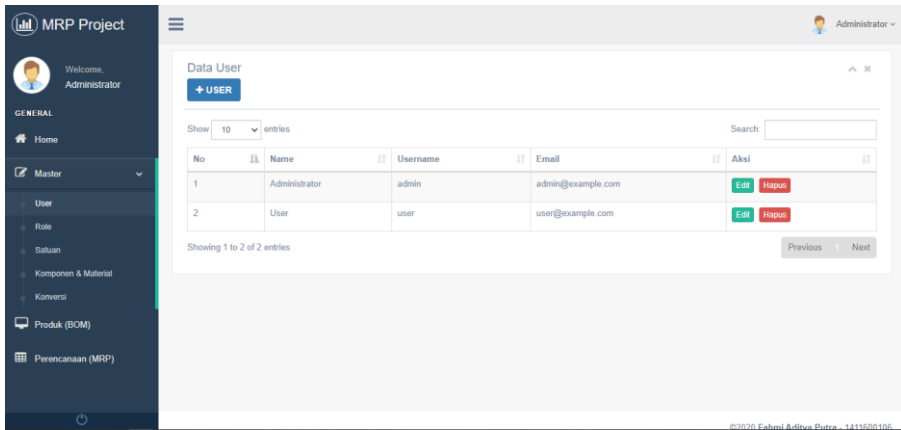 MRP Project
Administrator
Welcome,
Administrator
GENERAL
Home
Master
User
Role
Satuan
Komponen & Material
Konversi
Produk (BOM)
Perencanaan (MRP)
Data User
+ USER
Show 10 entries
Search:
No Name Username Email Aksi
1 Administrator admin admin@example.com Edit Hapus
2 User user user@example.com Edit Hapus
Showing 1 to 2 of 2 entries
Previous 1 Next
©2020 Fahmi Aditya Putra - 1411600106